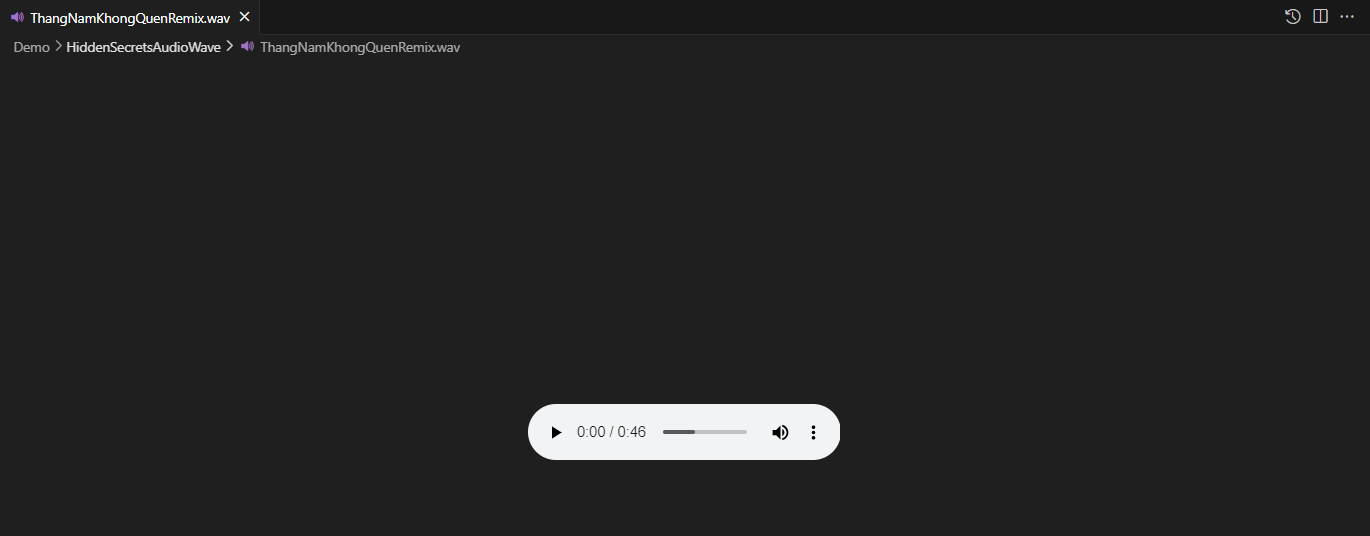 ThangNamKhongQuenRemix.wav
Demo > HiddenSecretsAudioWave > ThangNamKhongQuenRemix.wav
0:00 / 0:46